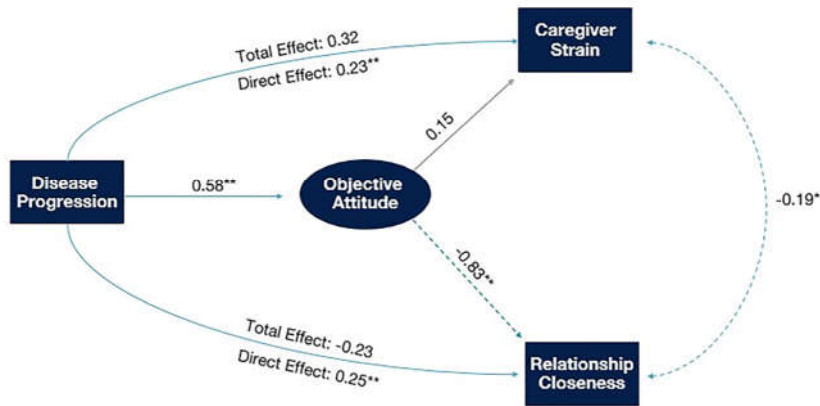 Caregiver
Strain
Total Effect: 0.32
Direct Effect: 0.23**
0.15
Disease
Progression
0.58**
Objective
Attitude
-0.19*
-0.83**
Total Effect: -0.23
Direct Effect: 0.25**
Relationship
Closeness